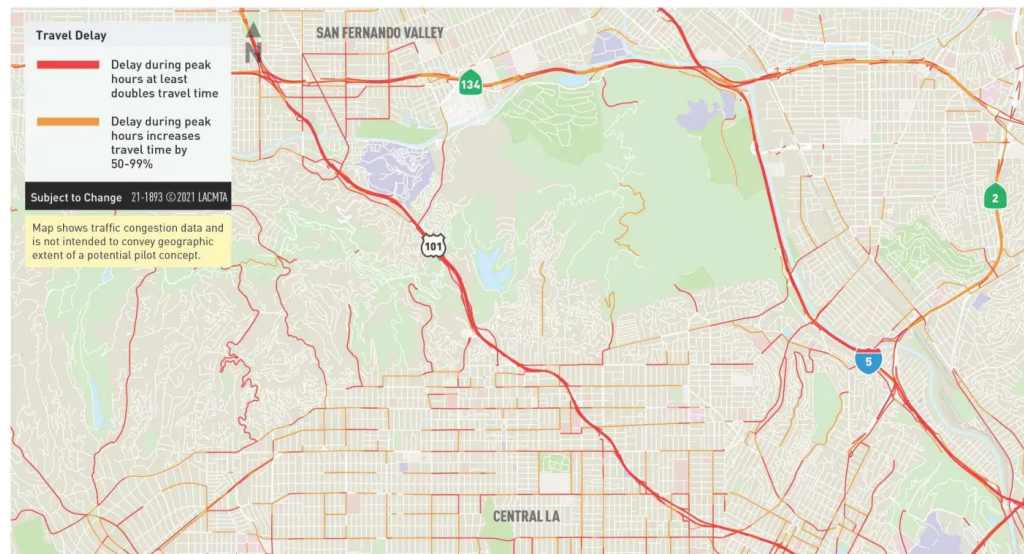 Travel Delay
Delay during peak
hours at least
doubles travel time
Delay during peak
hours increases
travel time by
50-99%
Subject to Change 21-1893 ©2021 LACMTA
Map shows traffic congestion data and
is not intended to convey geographic
extent of a potential pilot concept.
N
SAN FERNANDO VALLEY
134
2
101
5
CENTRAL LA